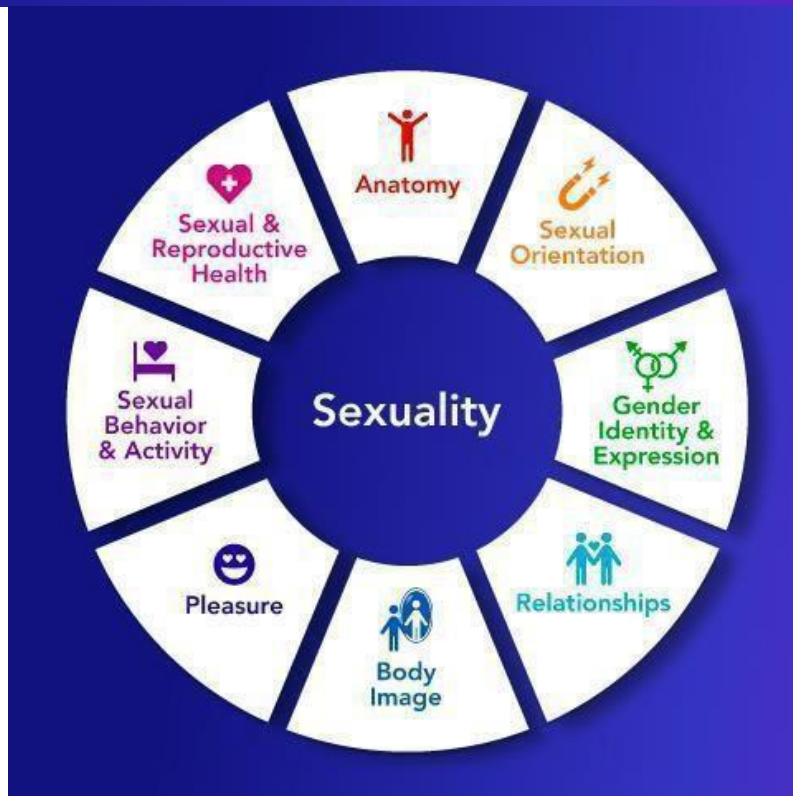 Anatomy
Sexual
Orientation
Gender
Identity &
Expression
Relationships
Body
Image
Pleasure
Sexual
Behavior
& Activity
Sexual &
Reproductive
Health
Sexuality